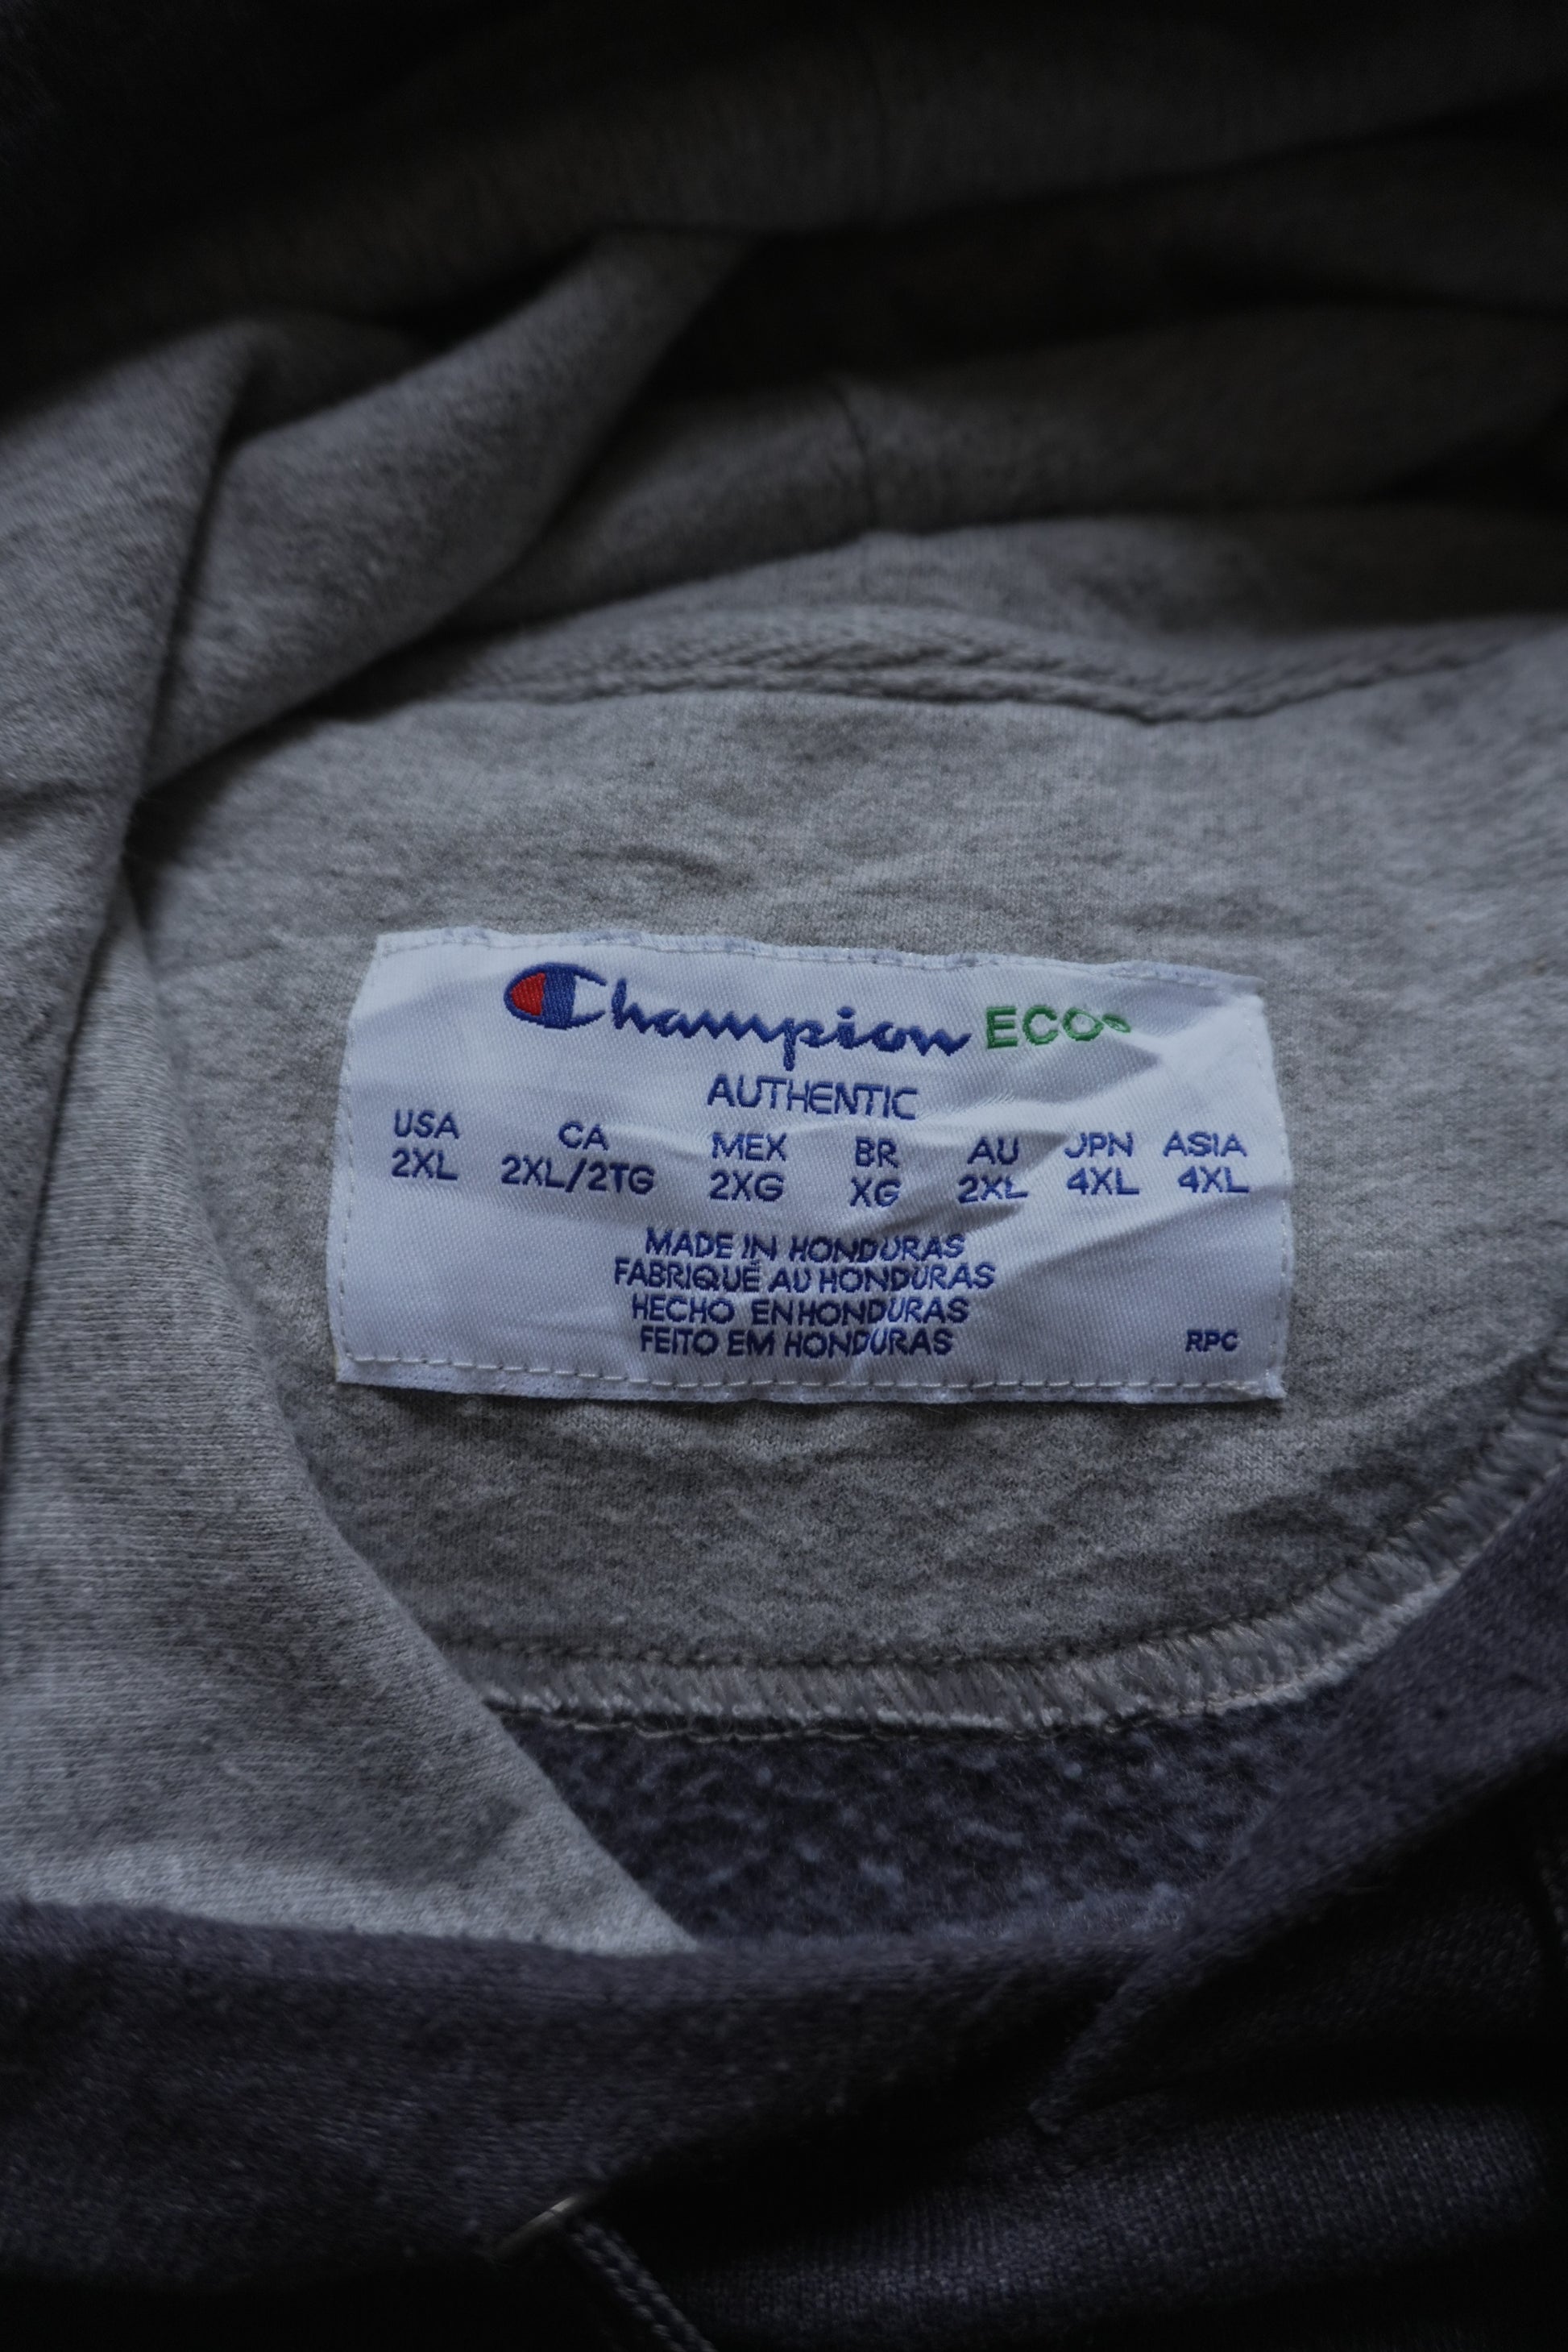 Champion ECO
AUTHENTIC
USA CA MEX BR AU JPN ASIA
2XL 2XL/2TG 2XG XG 2XL 4XL 4XL
MADE IN HONDURAS
FABRIQUÉ AU HONDURAS
HECHO EN HONDURAS
FEITO EM HONDURAS
RPC